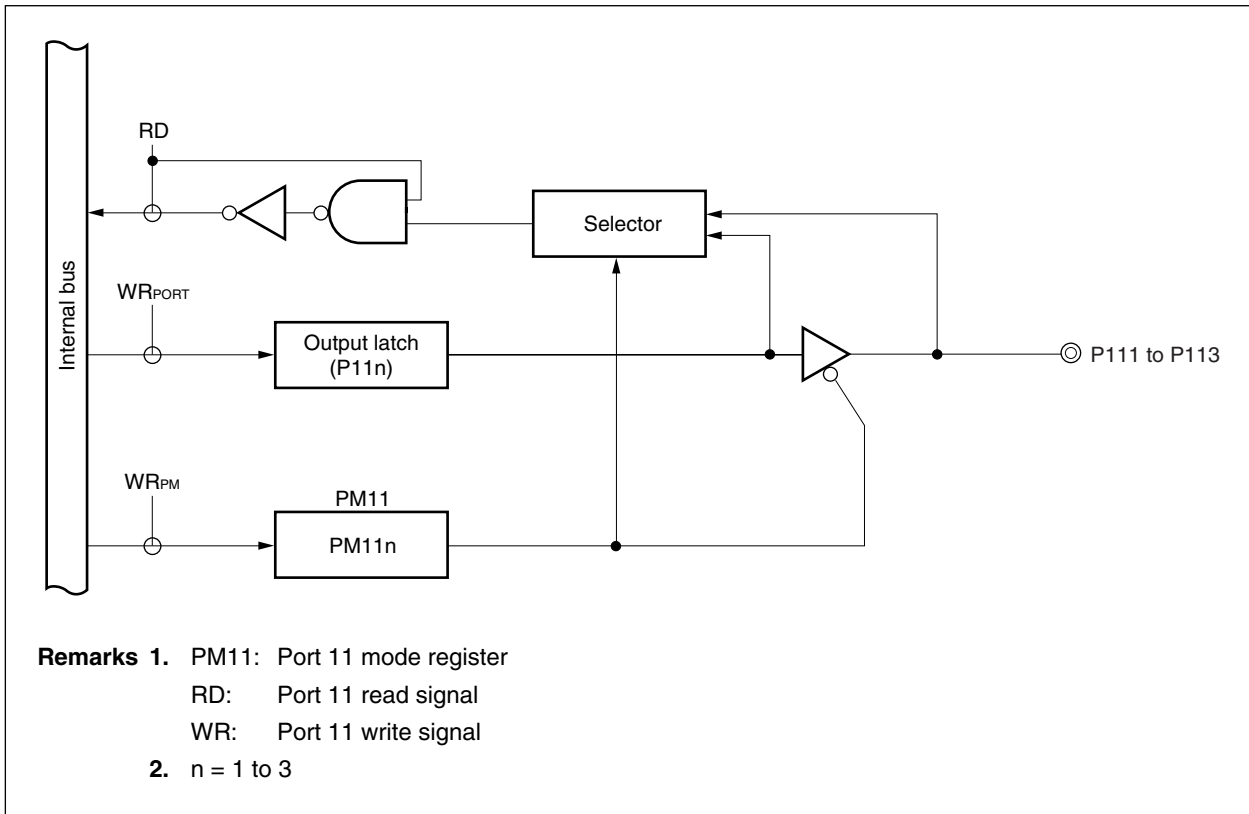 RD
Selector
Internal bus
WRPORT
Output latch
(P11n)
P111 to P113
WRPM
PM11
PM11n
Remarks 1. PM11: Port 11 mode register
RD: Port 11 read signal
WR: Port 11 write signal
2. n = 1 to 3